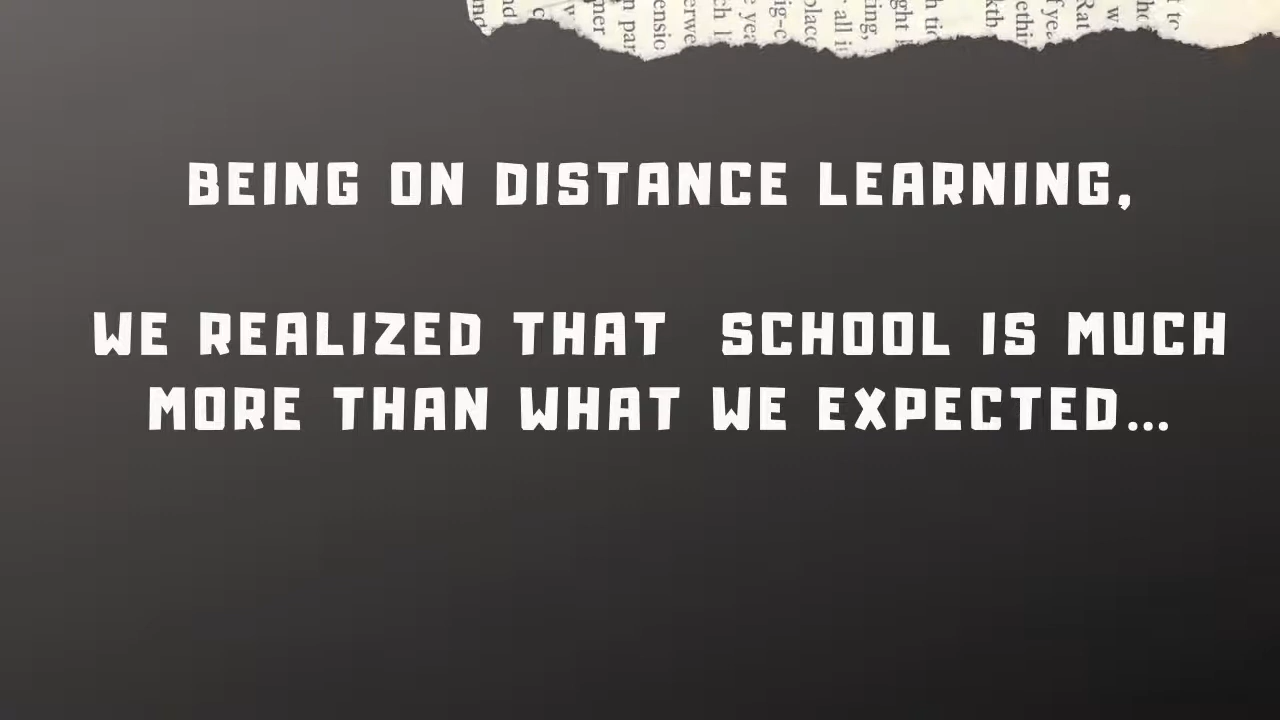 BEING ON DISTANCE LEARNING,
WE REALIZED THAT SCHOOL IS MUCH
MORE THAN WHAT WE EXPECTED...